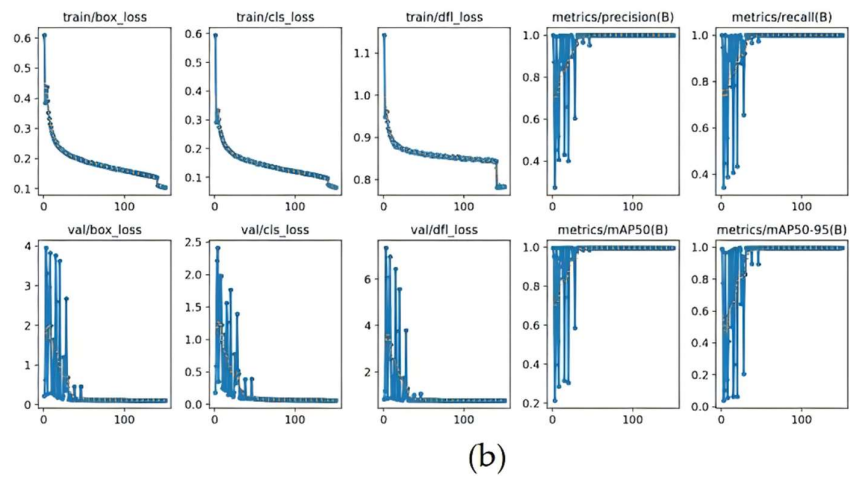 train/box_loss train/cls_loss train/dfl_loss metrics/precision(B) metrics/recall(B)
0.6 0.6 1.1 1.0 1.0
0.5 0.5 1.0 0.8 0.8
0.4 0.4 0.9 0.6 0.6
0.3 0.3 0.8 0.4 0.4
0.2 0.2
0.1 0.1
0 100 0 100 0 100 0 100 0 100
val/box_loss val/cls_loss val/dfl_loss metrics/mAP50(B) metrics/mAP50-95(B)
4 2.5 6 1.0 1.0
3 2.0 4 0.8 0.8
2 1.5 2 0.6 0.6
1 1.0 0.4 0.4
0 0.5 0.2 0.2
0.0 0.0
0 100 0 100 0 100 0 100 0 100
(b)